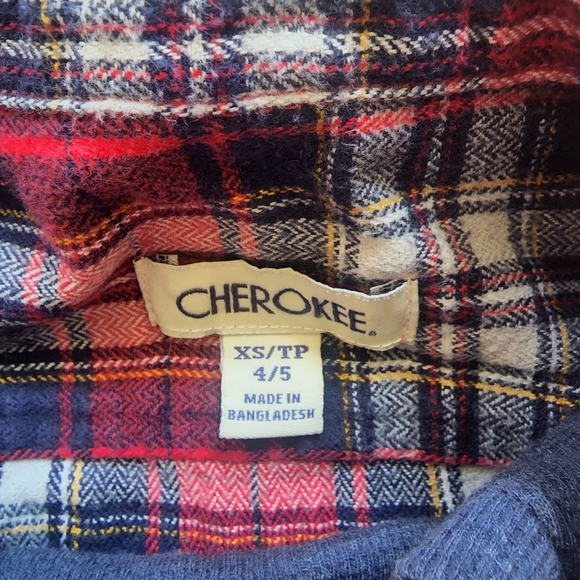 CHEROKEE®
XS/TP
4/5
MADE IN
BANGLADESH